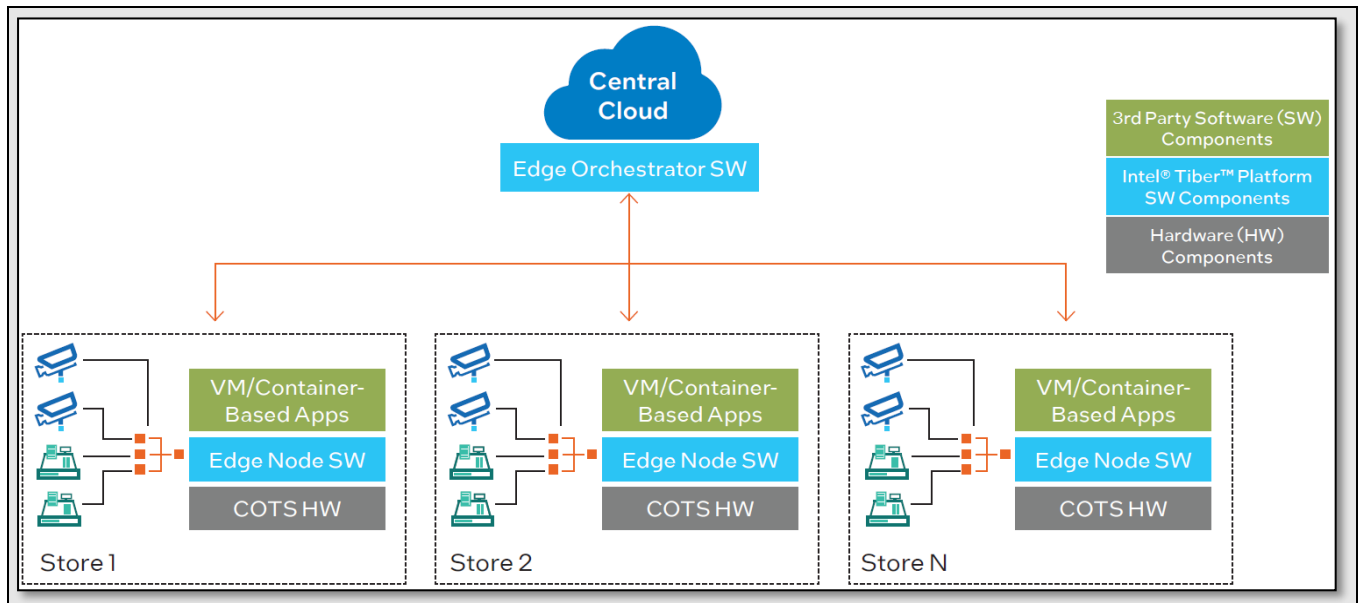 Central
Cloud
Edge Orchestrator SW
3rd Party Software (SW)
Components
Intel® Tiber™ Platform
SW Components
Hardware (HW)
Components
VM/Container-
Based Apps
Edge Node SW
COTS HW
Store 1
VM/Container-
Based Apps
Edge Node SW
COTS HW
Store 2
VM/Container-
Based Apps
Edge Node SW
COTS HW
Store N